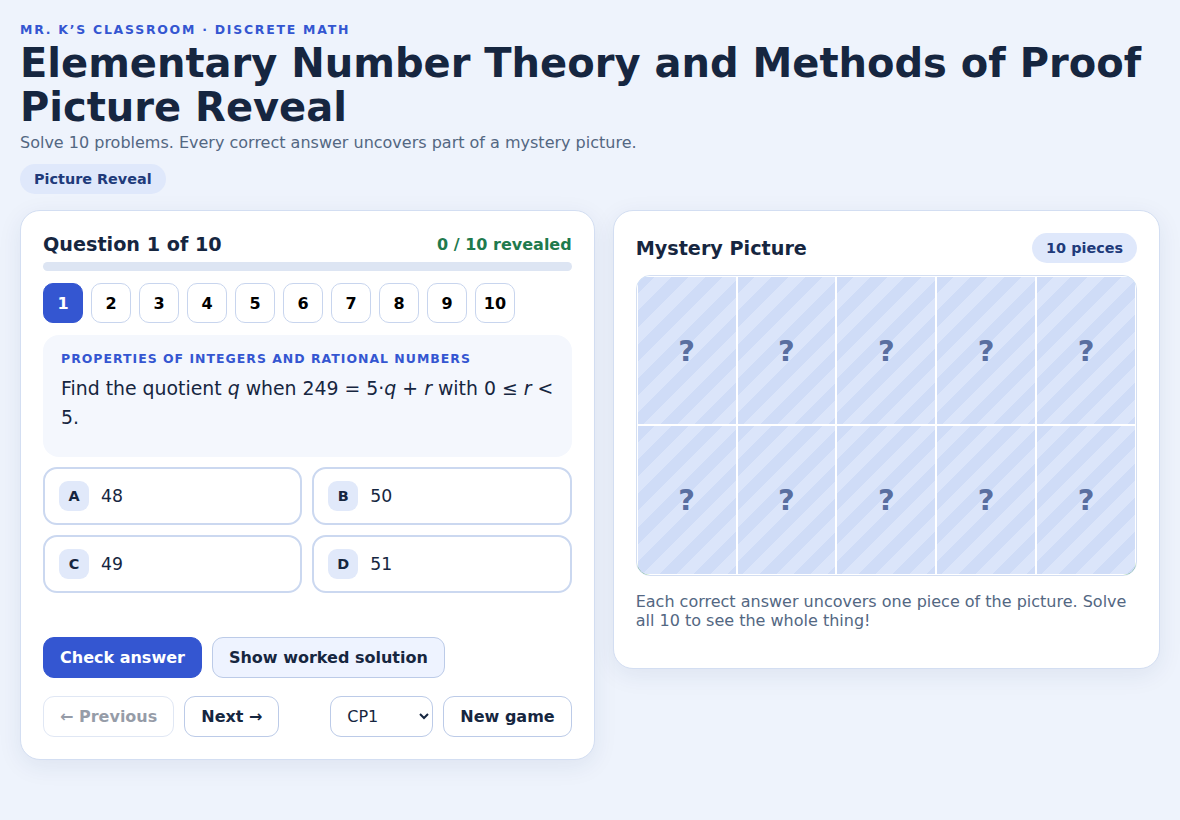 MR. K’S CLASSROOM · DISCRETE MATH
Elementary Number Theory and Methods of Proof
Picture Reveal
Solve 10 problems. Every correct answer uncovers part of a mystery picture.
Picture Reveal
Question 1 of 10
0 / 10 revealed
1 2 3 4 5 6 7 8 9 10
PROPERTIES OF INTEGERS AND RATIONAL NUMBERS
Find the quotient q when 249 = 5·q + r with 0 ≤ r <
5.
A 48
B 50
C 49
D 51
Check answer
Show worked solution
← Previous
Next →
CP1
New game
Mystery Picture
10 pieces
? ? ? ? ?
? ? ? ? ?
Each correct answer uncovers one piece of the picture. Solve
all 10 to see the whole thing!